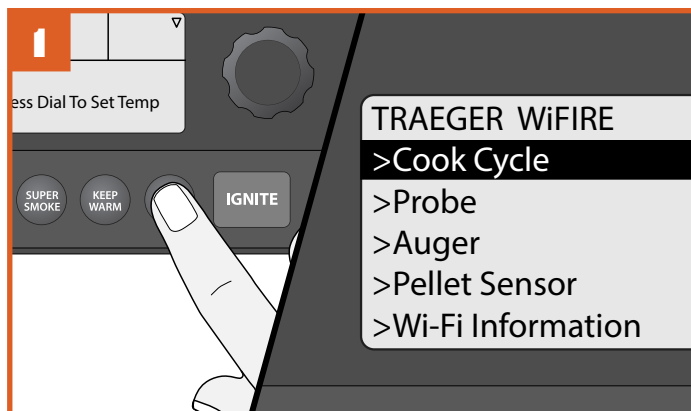 1
ess Dial To Set Temp
SUPER
SMOKE
KEEP
WARM
IGNITE
TRAEGER WiFIRE
>Cook Cycle
>Probe
>Auger
>Pellet Sensor
>Wi-Fi Information